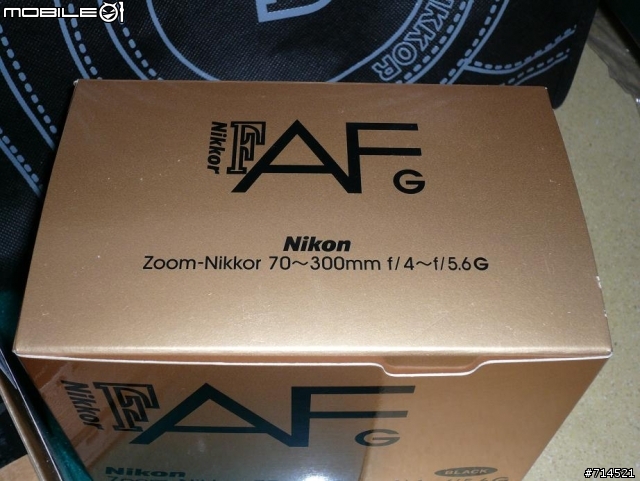 MOBILE01
NIKKOR
Nikkor
AF G
Nikon
Zoom-Nikkor 70~300mm f/4~f/5.6G
Nikkor
AF G
Nikon
BLACK
#714521